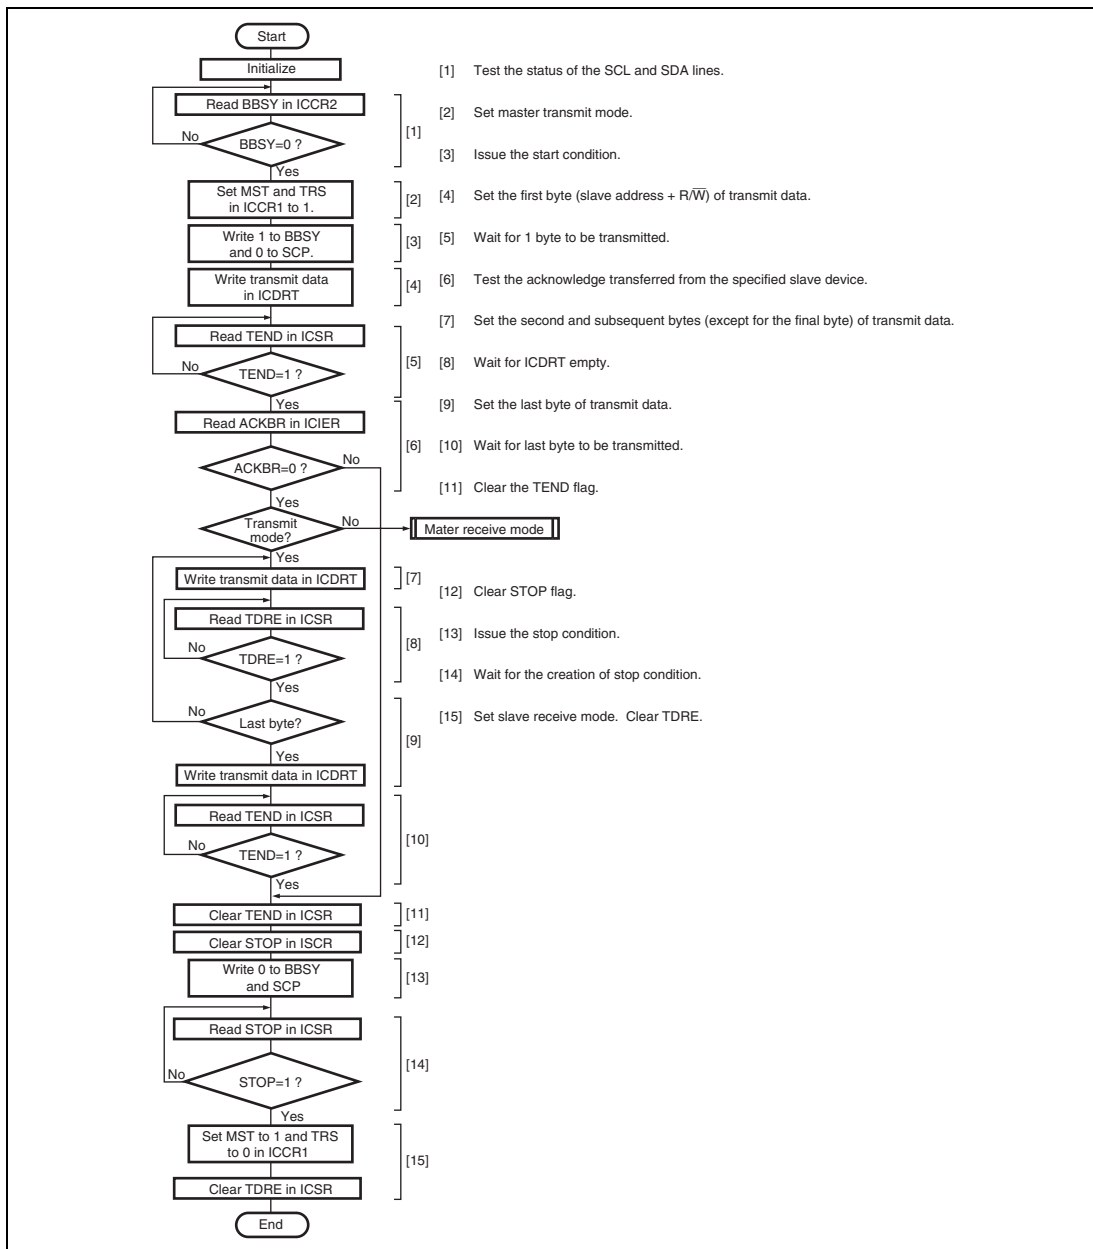 Start
Initialize
Read BBSY in ICCR2
No
BBSY=0 ?
[1]
Yes
Set MST and TRS
in ICCR1 to 1.
[2]
Write 1 to BBSY
and 0 to SCP.
[3]
Write transmit data
in ICDRT
[4]
Read TEND in ICSR
No
TEND=1 ?
[5]
Yes
Read ACKBR in ICIER
[6]
No
ACKBR=0 ?
Yes
Transmit
mode?
No
Mater receive mode
Yes
Write transmit data in ICDRT
[7]
Read TDRE in ICSR
No
TDRE=1 ?
[8]
Yes
No
Last byte?
[9]
Yes
Write transmit data in ICDRT
Read TEND in ICSR
No
TEND=1 ?
[10]
Yes
Clear TEND in ICSR
[11]
Clear STOP in ISCR
[12]
Write 0 to BBSY
and SCP
[13]
Read STOP in ICSR
No
STOP=1 ?
[14]
Yes
Set MST to 1 and TRS
to 0 in ICCR1
[15]
Clear TDRE in ICSR
End
[1] Test the status of the SCL and SDA lines.
[2] Set master transmit mode.
[3] Issue the start condition.
[4] Set the first byte (slave address + R/W̅) of transmit data.
[5] Wait for 1 byte to be transmitted.
[6] Test the acknowledge transferred from the specified slave device.
[7] Set the second and subsequent bytes (except for the final byte) of transmit data.
[8] Wait for ICDRT empty.
[9] Set the last byte of transmit data.
[10] Wait for last byte to be transmitted.
[11] Clear the TEND flag.
[12] Clear STOP flag.
[13] Issue the stop condition.
[14] Wait for the creation of stop condition.
[15] Set slave receive mode. Clear TDRE.